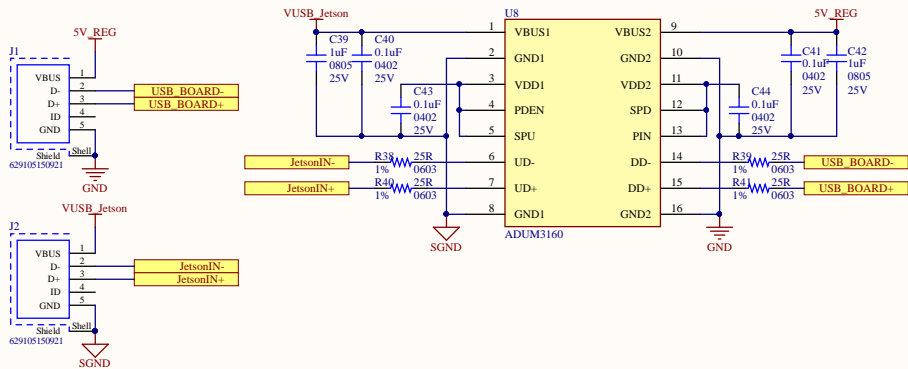 5V_REG
J1
VBUS 1
D- 2 USB_BOARD-
D+ 3 USB_BOARD+
ID 4
GND 5
Shield Shell
629105150921
GND
VUSB_Jetson
J2
VBUS 1
D- 2 JetsonIN-
D+ 3 JetsonIN+
ID 4
GND 5
Shield Shell
629105150921
SGND
VUSB_Jetson
C39
1uF
0805
25V
C40
0.1uF
0402
25V
C43
0.1uF
0402
25V
JetsonIN- R38 25R
1% 0603
JetsonIN+ R40 25R
1% 0603
SGND
U8
1 VBUS1 VBUS2 9
2 GND1 GND2 10
3 VDD1 VDD2 11
4 PDEN SPD 12
5 SPU PIN 13
6 UD- DD- 14
7 UD+ DD+ 15
8 GND1 GND2 16
ADUM3160
5V_REG
C41
0.1uF
0402
25V
C42
1uF
0805
25V
C44
0.1uF
0402
25V
R39 25R USB_BOARD-
1% 0603
R41 25R USB_BOARD+
1% 0603
GND